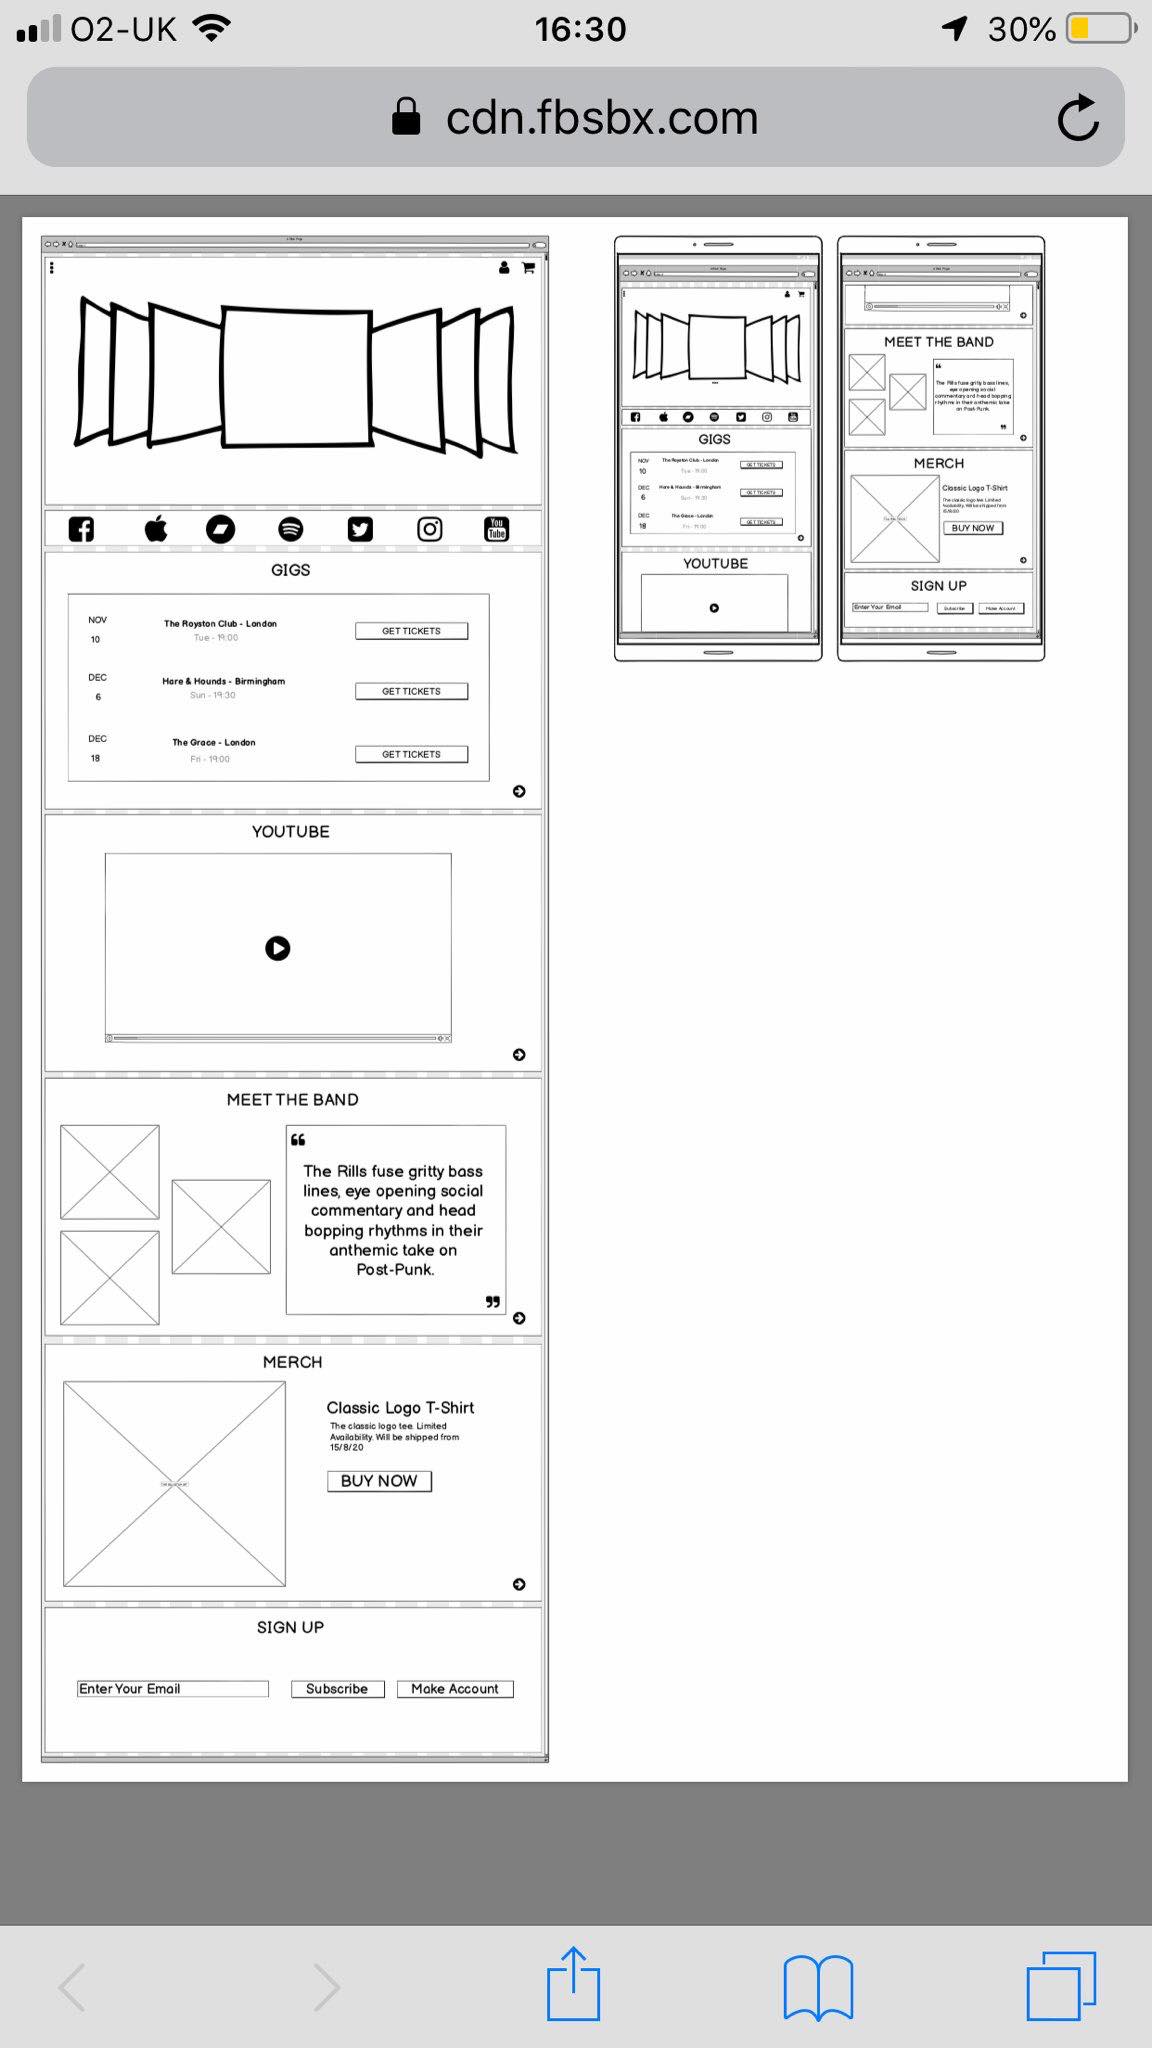 O2-UK
16:30
30%
cdn.fbsbx.com
You
Tube
GIGS
NOV
10
The Royston Club - London
Tue - 19:00
GET TICKETS
DEC
6
Hare & Hounds - Birmingham
Sun - 19:30
GET TICKETS
DEC
18
The Grace - London
Fri - 19:00
GET TICKETS
YOUTUBE
MEET THE BAND
“
The Rills fuse gritty bass
lines, eye opening social
commentary and head
bopping rhythms in their
anthemic take on
Post-Punk.
”
MERCH
Classic Logo T-Shirt
The classic logo tee. Limited
Availability. Will be shipped from
15/8/20
BUY NOW
SIGN UP
Enter Your Email
Subscribe
Make Account
GIGS
NOV
10
The Royston Club - London
Tue - 19:00
GET TICKETS
DEC
6
Hare & Hounds - Birmingham
Sun - 19:30
GET TICKETS
DEC
18
The Grace - London
Fri - 19:00
GET TICKETS
YOUTUBE
MEET THE BAND
“
The Rills fuse gritty bass lines,
eye opening social
commentary and head bopping
rhythms in their anthemic take
on Post-Punk.
”
MERCH
Classic Logo T-Shirt
The classic logo tee. Limited
Availability. Will be shipped from
15/8/20
BUY NOW
SIGN UP
Enter Your Email
Subscribe
Make Account